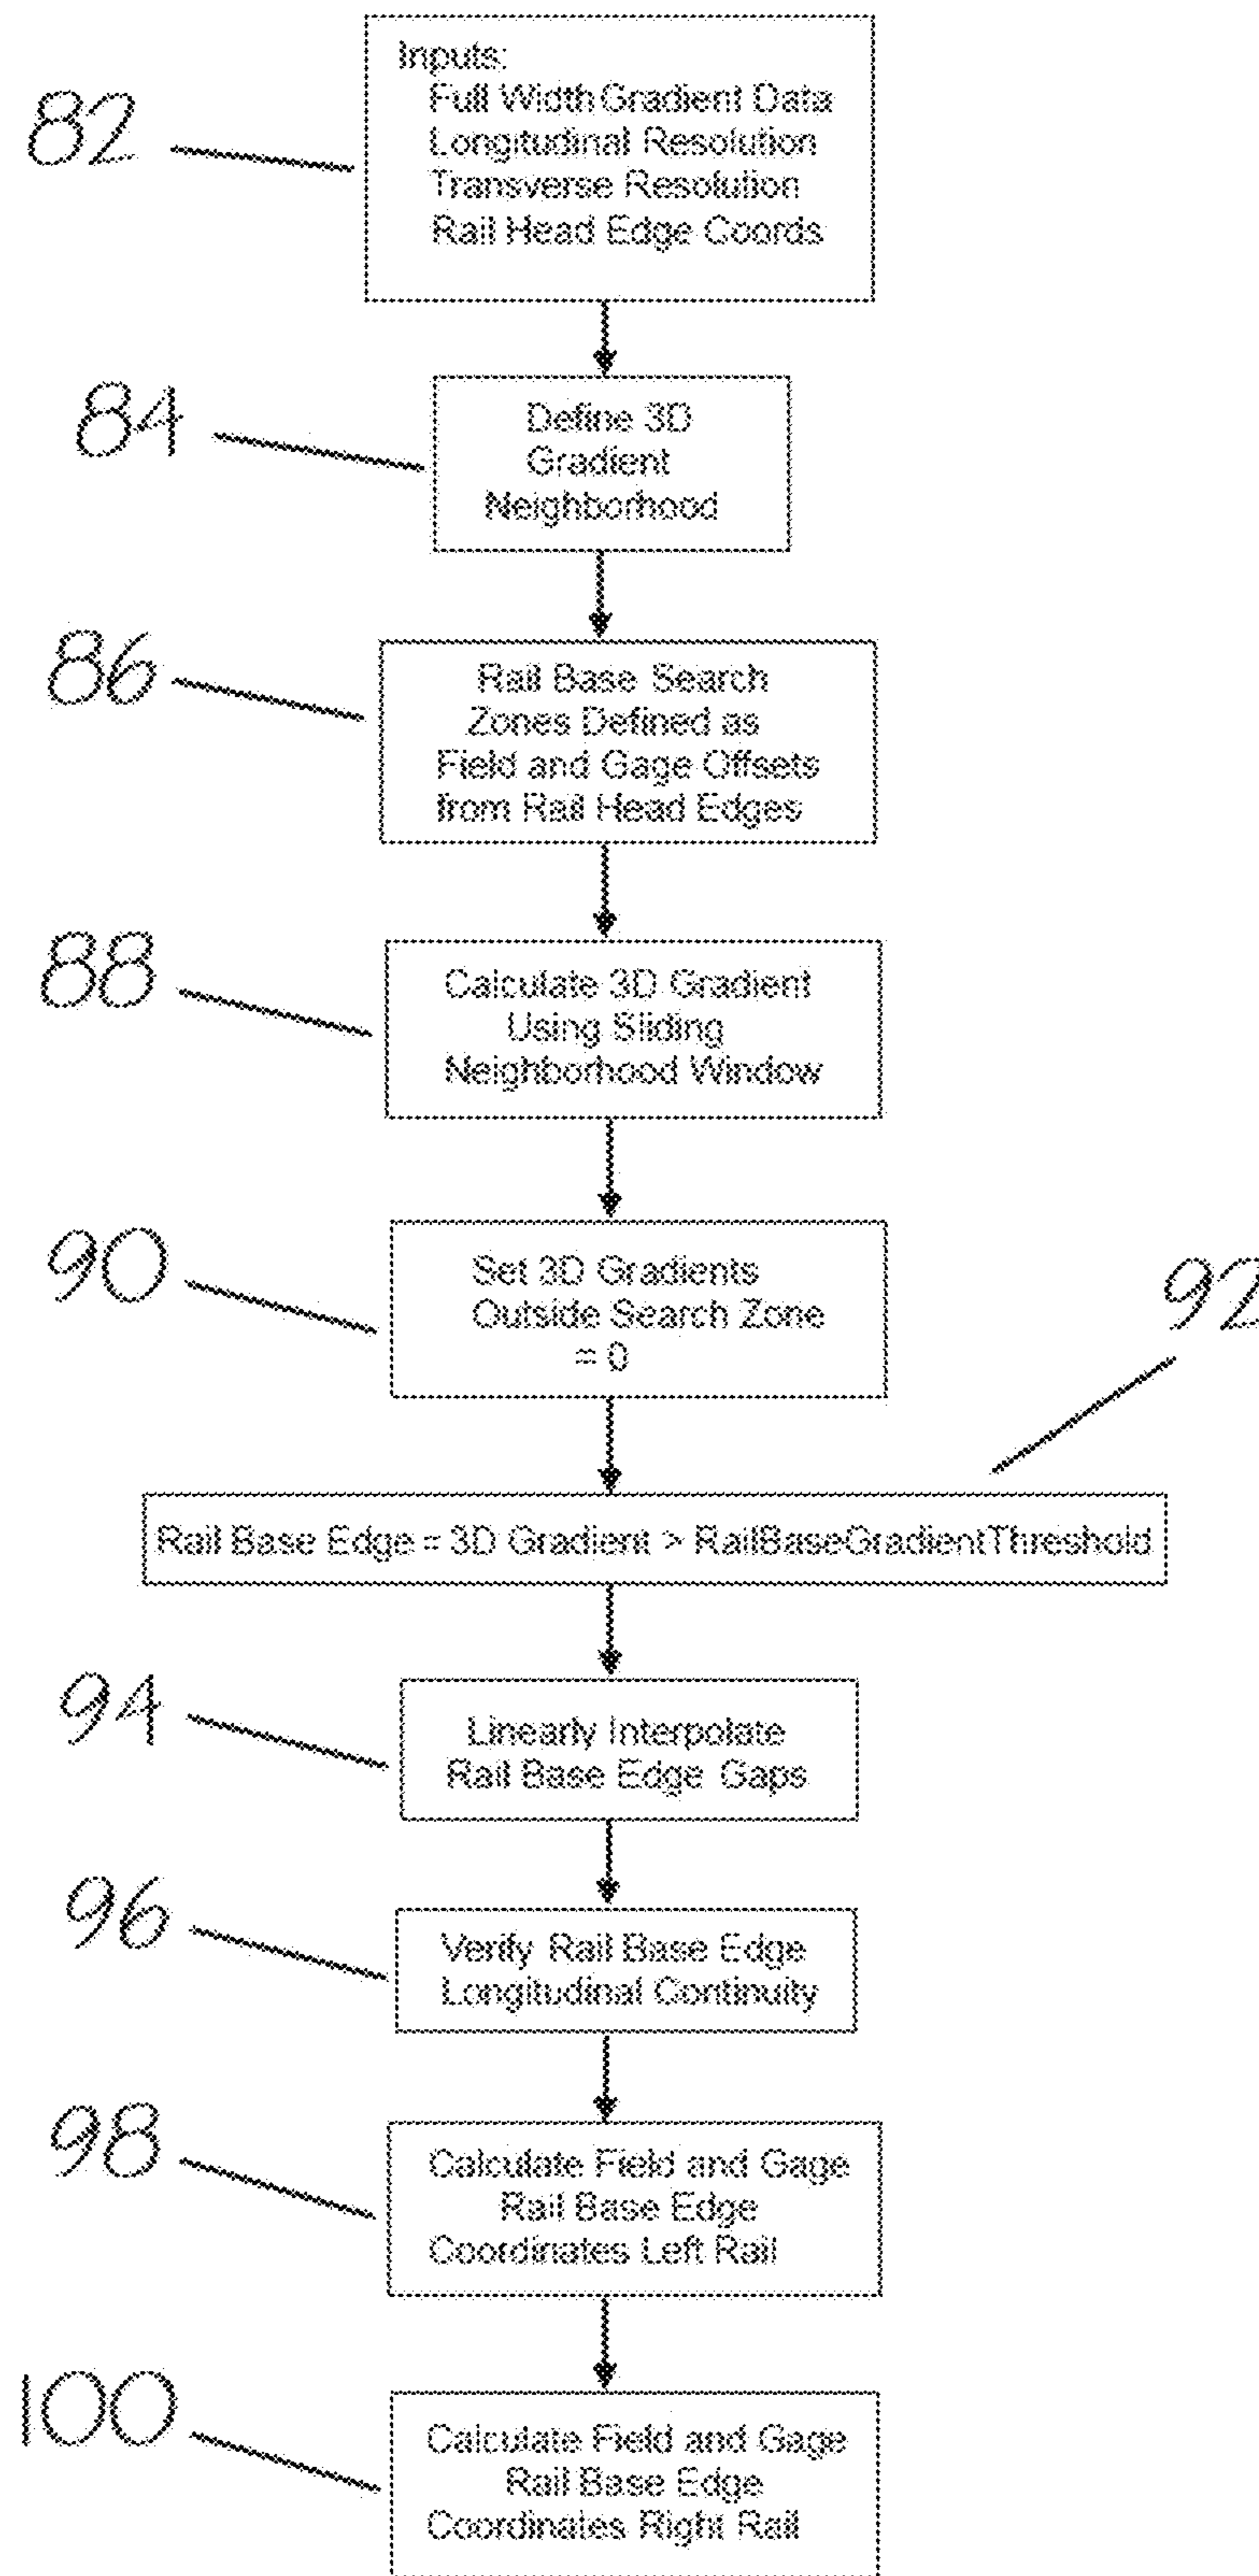 82
Inputs:
Full Width Gradient Data
Longitudinal Resolution
Transverse Resolution
Rail Head Edge Coords
84
Define 3D
Gradient
Neighborhood
86
Rail Base Search
Zones Defined as
Field and Gage Offsets
from Rail Head Edges
88
Calculate 3D Gradient
Using Sliding
Neighborhood Window
90
Set 3D Gradients
Outside Search Zone
= 0
92
Rail Base Edge = 3D Gradient > RailBaseGradientThreshold
94
Linearly Interpolate
Rail Base Edge Gaps
96
Verify Rail Base Edge
Longitudinal Continuity
98
Calculate Field and Gage
Rail Base Edge
Coordinates Left Rail
100
Calculate Field and Gage
Rail Base Edge
Coordinates Right Rail